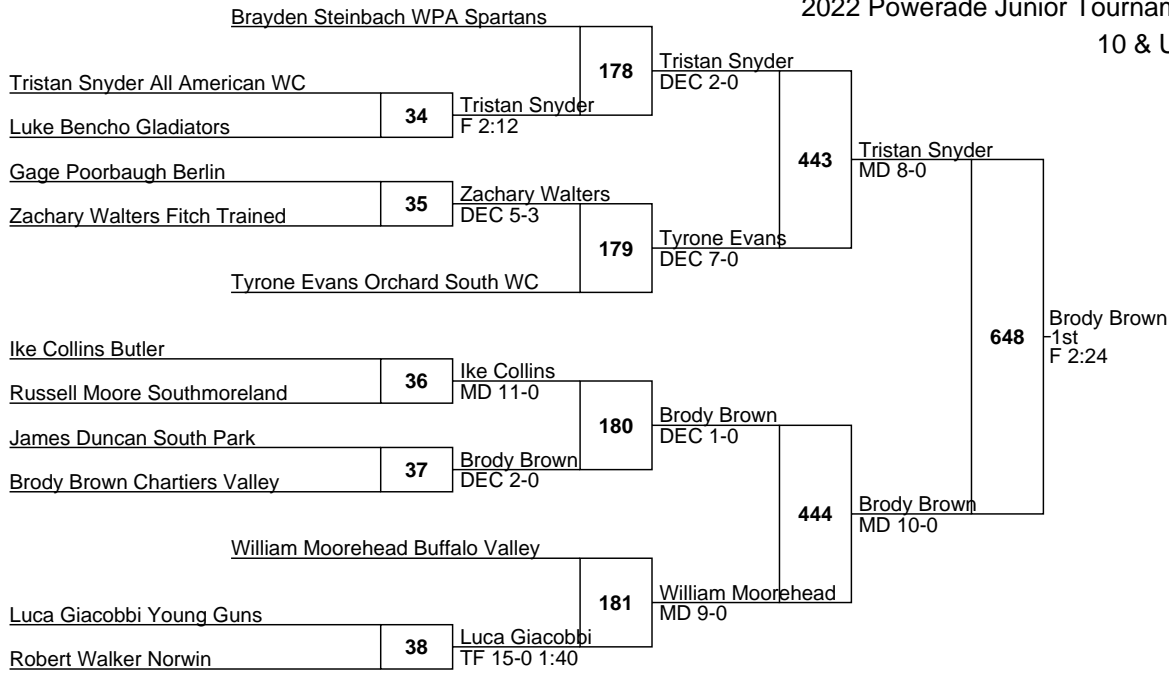 2022 Powerade Junior Tournam
10 & U
Brayden Steinbach WPA Spartans
178
Tristan Snyder
DEC 2-0
Tristan Snyder All American WC
34
Tristan Snyder
F 2:12
Luke Bencho Gladiators
443
Tristan Snyder
MD 8-0
Gage Poorbaugh Berlin
35
Zachary Walters
DEC 5-3
Zachary Walters Fitch Trained
179
Tyrone Evans
DEC 7-0
Tyrone Evans Orchard South WC
648
Brody Brown
1st
F 2:24
Ike Collins Butler
36
Ike Collins
MD 11-0
Russell Moore Southmoreland
180
Brody Brown
DEC 1-0
James Duncan South Park
37
Brody Brown
DEC 2-0
Brody Brown Chartiers Valley
444
Brody Brown
MD 10-0
William Moorehead Buffalo Valley
181
William Moorehead
MD 9-0
Luca Giacobbi Young Guns
38
Luca Giacobbi
TF 15-0 1:40
Robert Walker Norwin